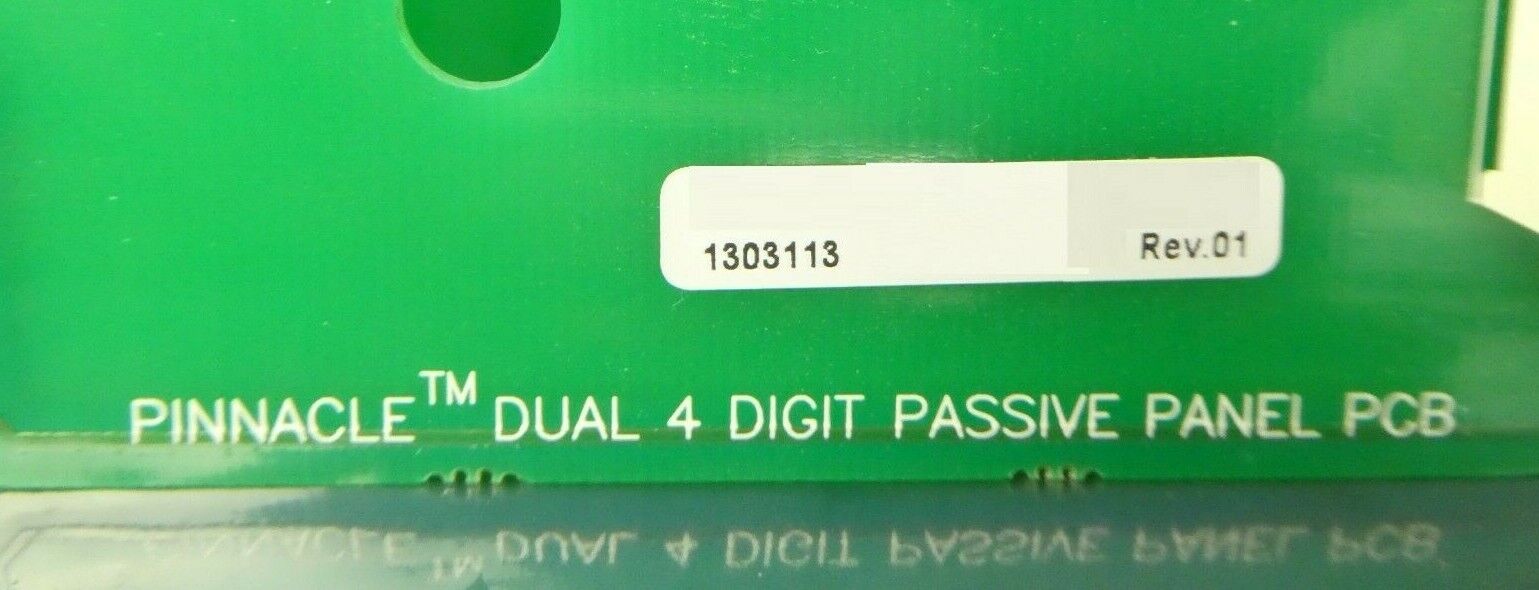 1303113 Rev.01
PINNACLE™ DUAL 4 DIGIT PASSIVE PANEL PCB